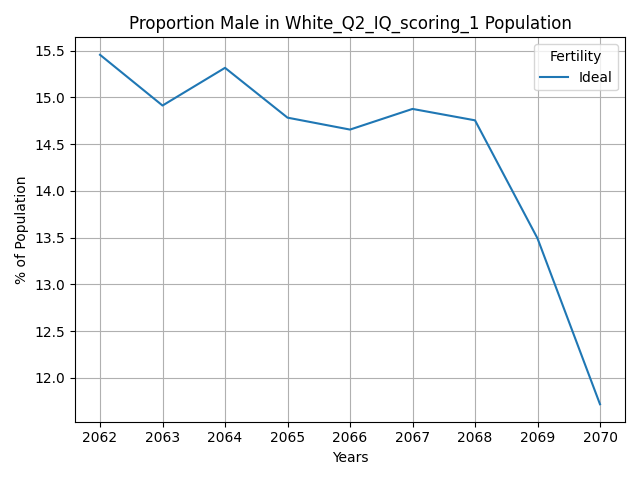 Proportion Male in White_Q2_IQ_scoring_1 Population
Fertility
Ideal
15.5
15.0
14.5
14.0
13.5
13.0
12.5
12.0
% of Population
2062 2063 2064 2065 2066 2067 2068 2069 2070
Years